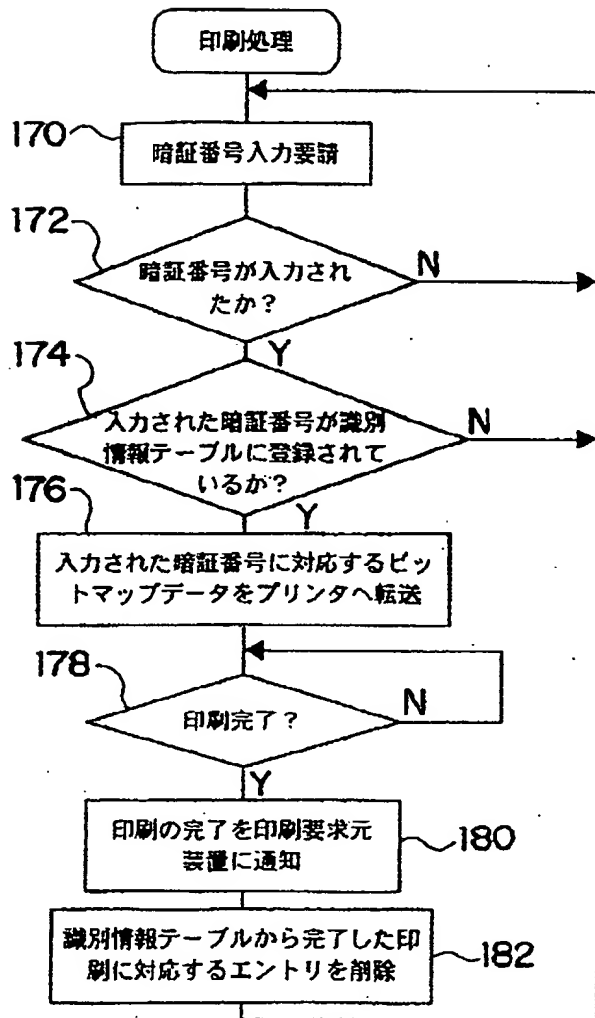 印刷処理
170
暗証番号入力要請
172
暗証番号が入力され
たか？
N
Y
174
入力された暗証番号が識別
情報テーブルに登録されて
いるか？
N
Y
176
入力された暗証番号に対応するビッ
トマップデータをプリンタへ転送
178
印刷完了？
N
Y
印刷の完了を印刷要求元
装置に通知
180
識別情報テーブルから完了した印
刷に対応するエントリを削除
182